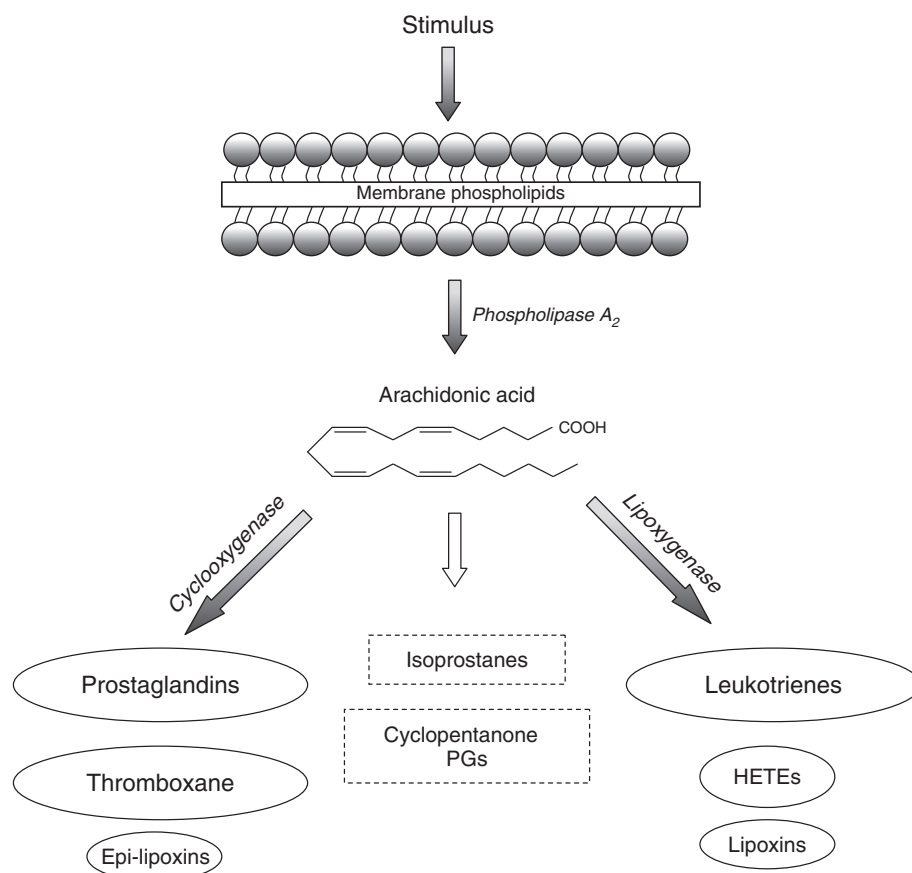 Stimulus
Membrane phospholipids
Phospholipase A2
Arachidonic acid
COOH
Cyclooxygenase
Lipoxygenase
Prostaglandins
Isoprostanes
Leukotrienes
Cyclopentanone
PGs
Thromboxane
HETEs
Epi-lipoxins
Lipoxins